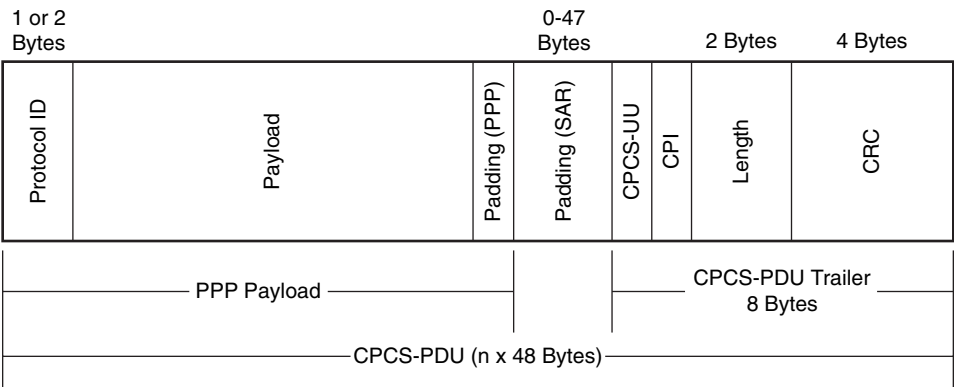 1 or 2
Bytes
0-47
Bytes
2 Bytes
4 Bytes
Protocol ID
Payload
Padding (PPP)
Padding (SAR)
CPCS-UU
CPI
Length
CRC
PPP Payload
CPCS-PDU Trailer
8 Bytes
CPCS-PDU (n x 48 Bytes)